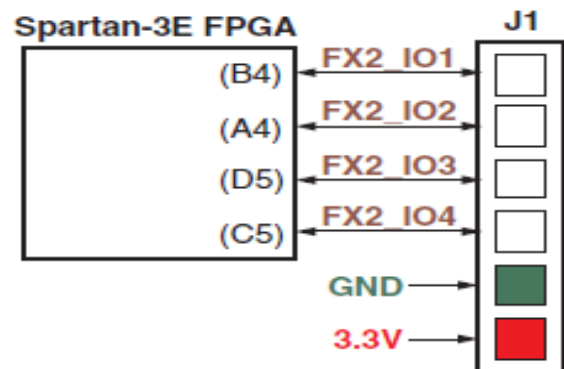 Spartan-3E FPGA
J1
(B4) FX2_IO1
(A4) FX2_IO2
(D5) FX2_IO3
(C5) FX2_IO4
GND
3.3V